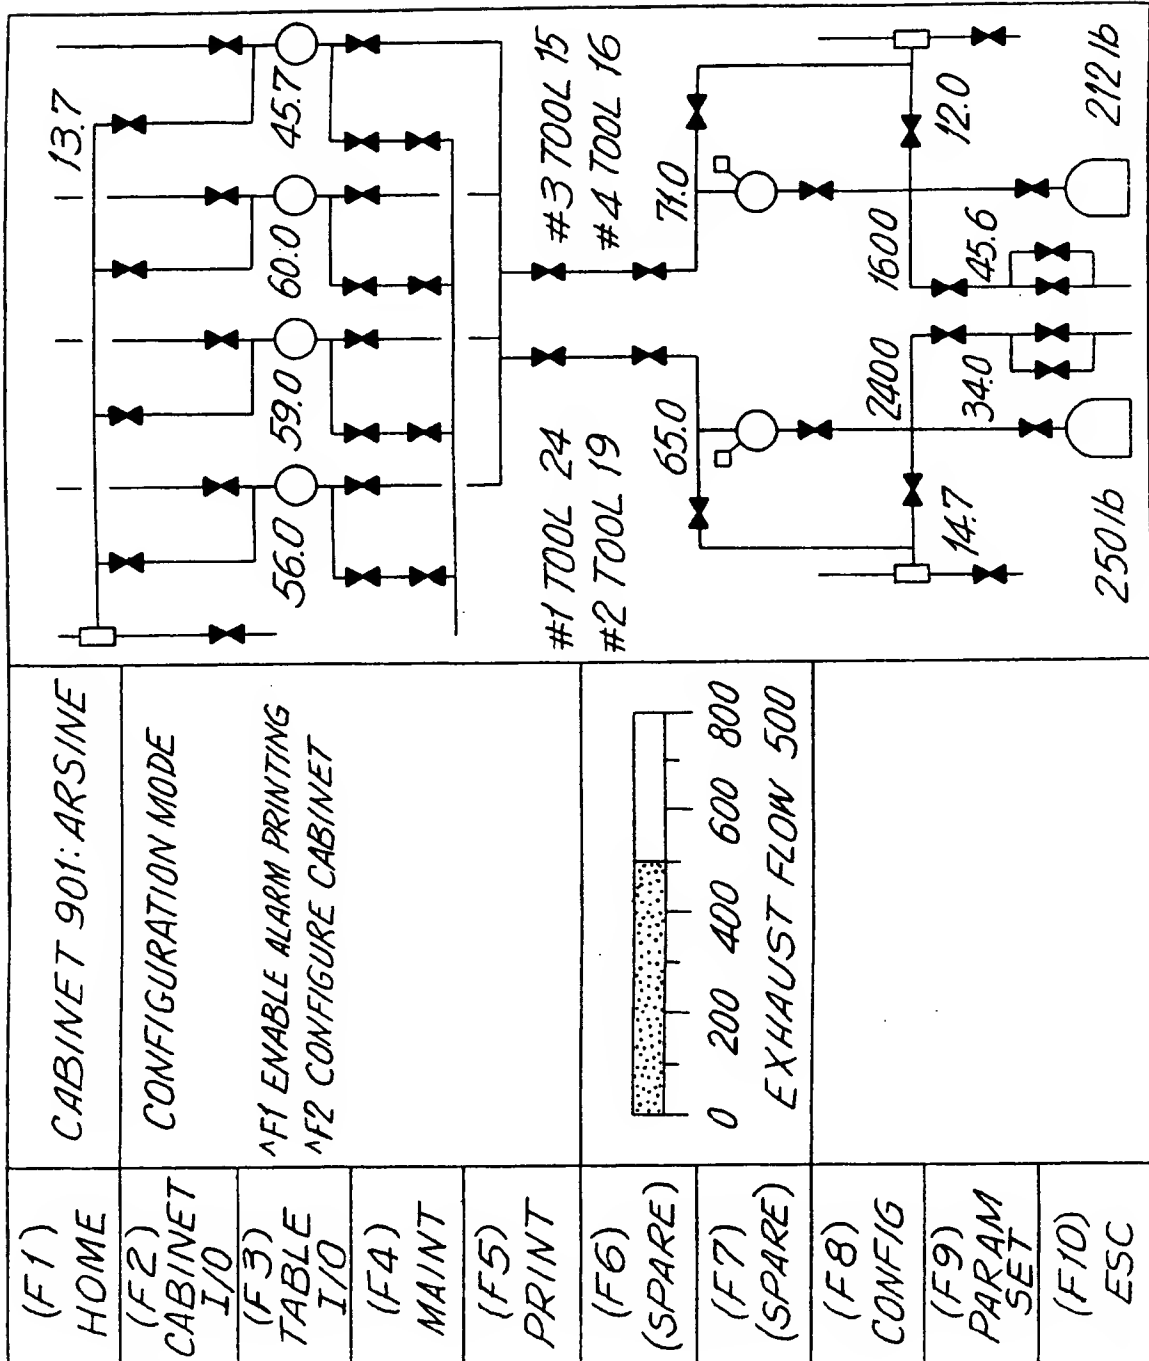 (F1)
HOME
(F2)
CABINET
I/O
(F3)
TABLE
I/O
(F4)
MAINT
(F5)
PRINT
(F6)
(SPARE)
(F7)
(SPARE)
(F8)
CONFIG
(F9)
PARAM
SET
(F10)
ESC
CABINET 901: ARSINE
CONFIGURATION MODE
^F1 ENABLE ALARM PRINTING
^F2 CONFIGURE CABINET
0 200 400 600 800
EXHAUST FLOW 500
13.7
56.0 59.0 60.0 45.7
#1 TOOL 24 #3 TOOL 15
#2 TOOL 19 #4 TOOL 16
65.0 71.0
2400 1600
14.7 34.0 45.6 12.0
250 lb 212 lb